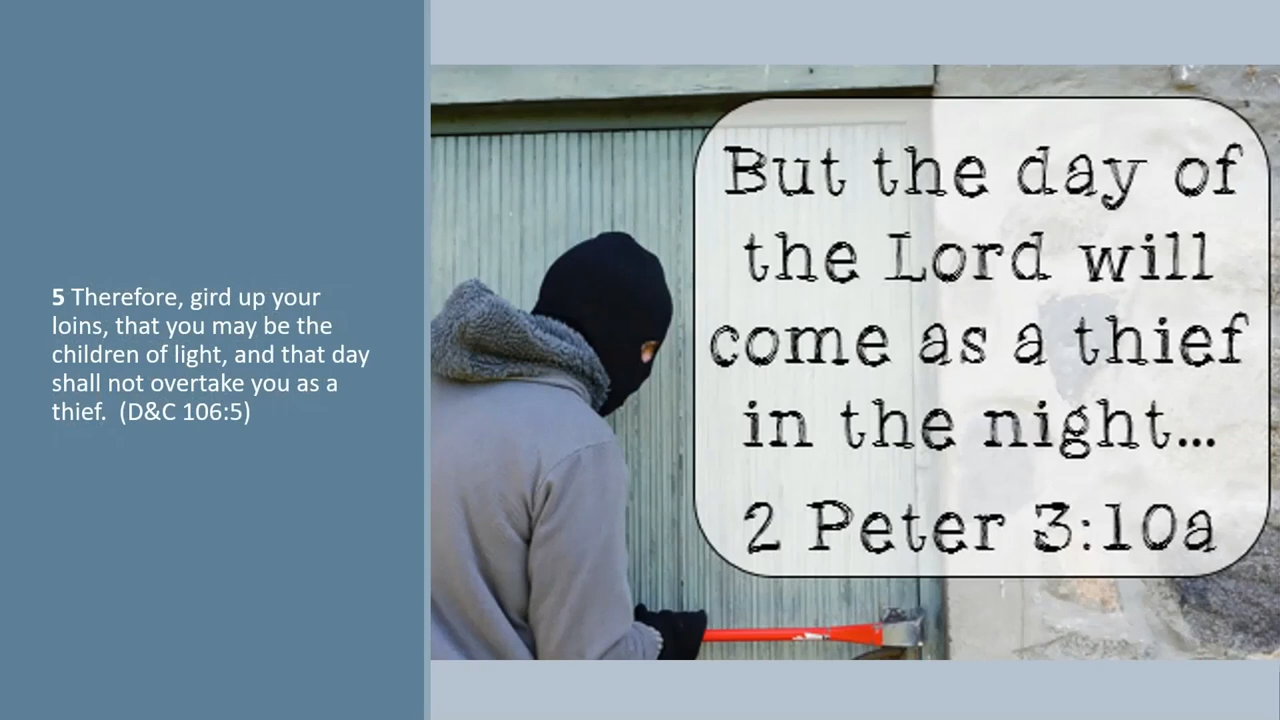 5 Therefore, gird up your
loins, that you may be the
children of light, and that day
shall not overtake you as a
thief.  (D&C 106:5)
But the day of
the Lord will
come as a thief
in the night...
2 Peter 3:10a